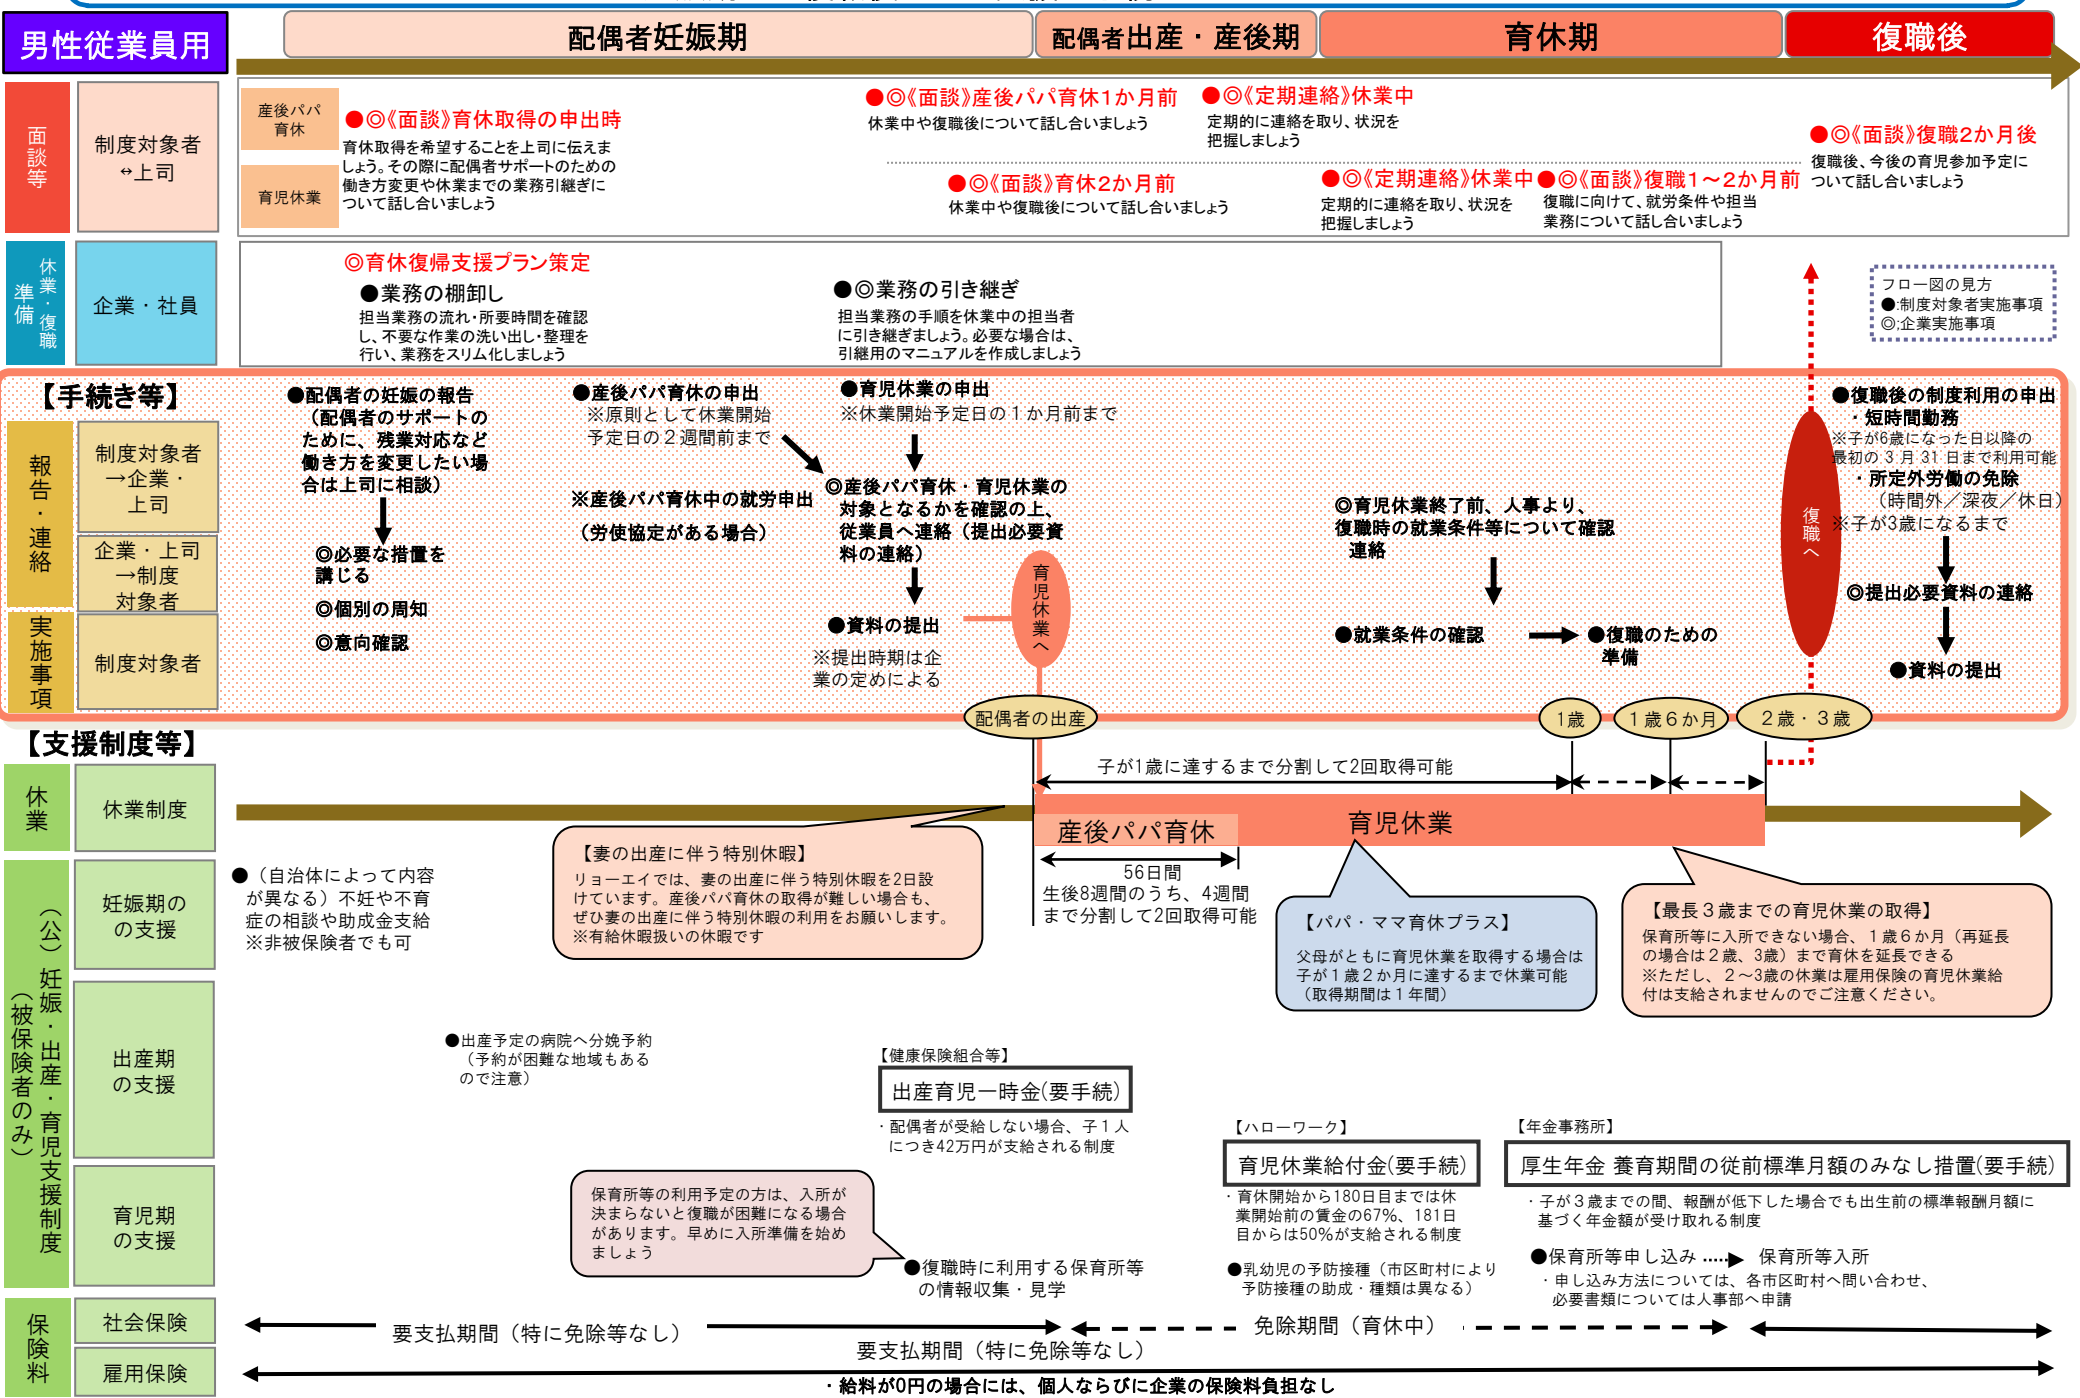 男性従業員用
配偶者妊娠期
配偶者出産・産後期
育休期
復職後
面談等
制度対象者
↔上司
産後パパ
育休
育児休業
●◎《面談》育休取得の申出時
育休取得を希望することを上司に伝えま
しょう。その際に配偶者サポートのための
働き方変更や休業までの業務引継ぎに
ついて話し合いましょう
●◎《面談》産後パパ育休1か月前
休業中や復職後について話し合いましょう
●◎《定期連絡》休業中
定期的に連絡を取り、状況を
把握しましょう
●◎《面談》育休2か月前
休業中や復職後について話し合いましょう
●◎《定期連絡》休業中
定期的に連絡を取り、状況を
把握しましょう
●◎《面談》復職1～2か月前
復職に向けて、就労条件や担当
業務について話し合いましょう
●◎《面談》復職2か月後
復職後、今後の育児参加予定に
ついて話し合いましょう
休業・復職
準備
企業・社員
◎育休復帰支援プラン策定
●業務の棚卸し
担当業務の流れ・所要時間を確認
し、不要な作業の洗い出し・整理を
行い、業務をスリム化しましょう
●◎業務の引き継ぎ
担当業務の手順を休業中の担当者
に引き継ぎましょう。必要な場合は、
引継用のマニュアルを作成しましょう
フロー図の見方
●:制度対象者実施事項
◎:企業実施事項
【手続き等】
報告・連絡
制度対象者
→企業・
上司
企業・上司
→制度
対象者
実施事項
制度対象者
●配偶者の妊娠の報告
（配偶者のサポートの
ために、残業対応など
働き方を変更したい場
合は上司に相談）
◎必要な措置を
講じる
◎個別の周知
◎意向確認
●産後パパ育休の申出
※原則として休業開始
予定日の２週間前まで
※産後パパ育休中の就労申出
（労使協定がある場合）
●育児休業の申出
※休業開始予定日の１か月前まで
◎産後パパ育休・育児休業の
対象となるかを確認の上、
従業員へ連絡（提出必要資
料の連絡）
●資料の提出
※提出時期は企
業の定めによる
育児休業へ
◎育児休業終了前、人事より、
復職時の就業条件等について確認
連絡
●就業条件の確認
●復職のための
準備
復職へ
●復職後の制度利用の申出
・短時間勤務
※子が6歳になった日以降の
最初の 3 月 31 日まで利用可能
・所定外労働の免除
（時間外／深夜／休日）
※子が3歳になるまで
◎提出必要資料の連絡
●資料の提出
配偶者の出産
1歳
１歳６か月
２歳・３歳
【支援制度等】
休業
休業制度
子が1歳に達するまで分割して2回取得可能
産後パパ育休
育児休業
56日間
生後8週間のうち、4週間
まで分割して2回取得可能
【妻の出産に伴う特別休暇】
リョーエイでは、妻の出産に伴う特別休暇を2日設
けています。産後パパ育休の取得が難しい場合も、
ぜひ妻の出産に伴う特別休暇の利用をお願いします。
※有給休暇扱いの休暇です
【パパ・ママ育休プラス】
父母がともに育児休業を取得する場合は
子が１歳２か月に達するまで休業可能
（取得期間は１年間）
【最長３歳までの育児休業の取得】
保育所等に入所できない場合、１歳６か月（再延長
の場合は２歳、3歳）まで育休を延長できる
※ただし、２～3歳の休業は雇用保険の育児休業給
付は支給されませんのでご注意ください。
（公）妊娠・出産・育児支援制度
（被保険者のみ）
妊娠期の
の支援
出産期
の支援
育児期
の支援
●（自治体によって内容
が異なる）不妊や不育
症の相談や助成金支給
※非被保険者でも可
●出産予定の病院へ分娩予約
（予約が困難な地域もある
ので注意）
【健康保険組合等】
出産育児一時金(要手続)
・配偶者が受給しない場合、子１人
につき42万円が支給される制度
【ハローワーク】
育児休業給付金(要手続)
・育休開始から180日目までは休
業開始前の賃金の67%、181日
目からは50%が支給される制度
●乳幼児の予防接種（市区町村により
予防接種の助成・種類は異なる）
【年金事務所】
厚生年金 養育期間の従前標準月額のみなし措置(要手続)
・子が３歳までの間、報酬が低下した場合でも出生前の標準報酬月額に
基づく年金額が受け取れる制度
●保育所等申し込み
保育所等入所
・申し込み方法については、各市区町村へ問い合わせ、
必要書類については人事部へ申請
保育所等の利用予定の方は、入所が
決まらないと復職が困難になる場合
があります。早めに入所準備を始め
ましょう
●復職時に利用する保育所等
の情報収集・見学
保険料
社会保険
雇用保険
要支払期間（特に免除等なし）
免除期間（育休中）
要支払期間（特に免除等なし）
・給料が0円の場合には、個人ならびに企業の保険料負担なし